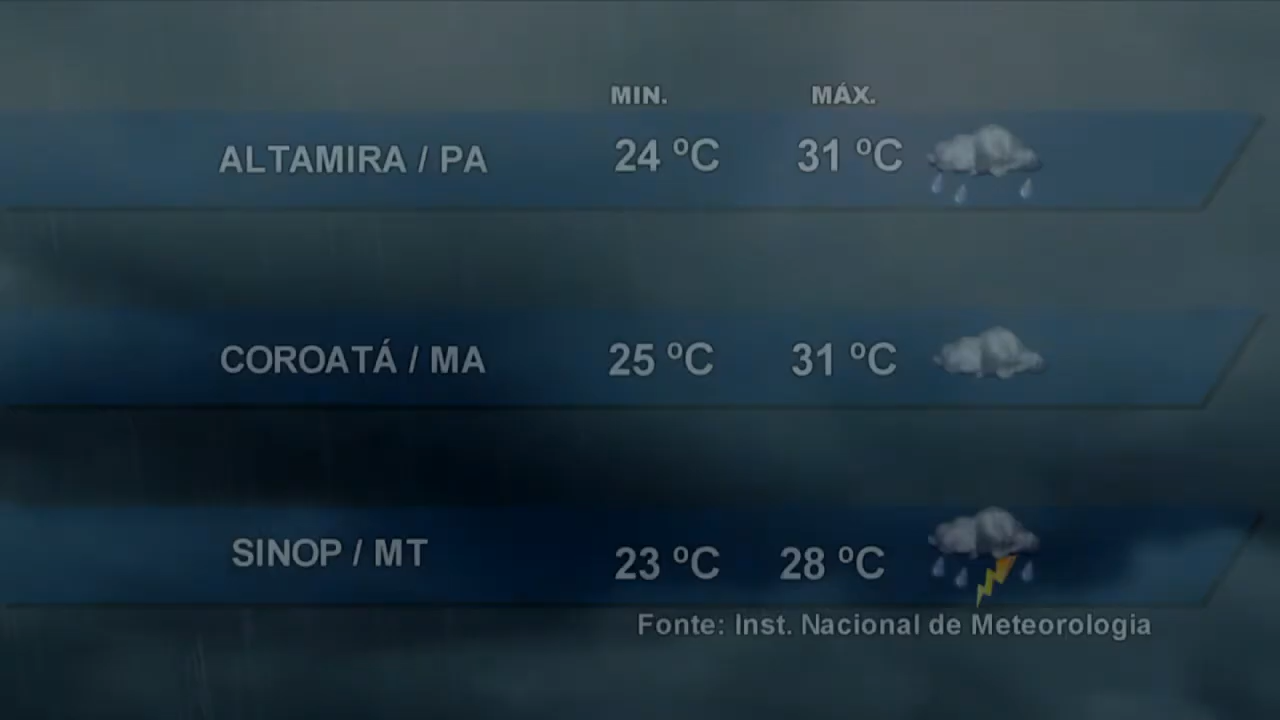 MIN. MÁX.
ALTAMIRA / PA 24 ºC 31 ºC
COROATÁ / MA 25 ºC 31 ºC
SINOP / MT 23 ºC 28 ºC
Fonte: Inst. Nacional de Meteorologia